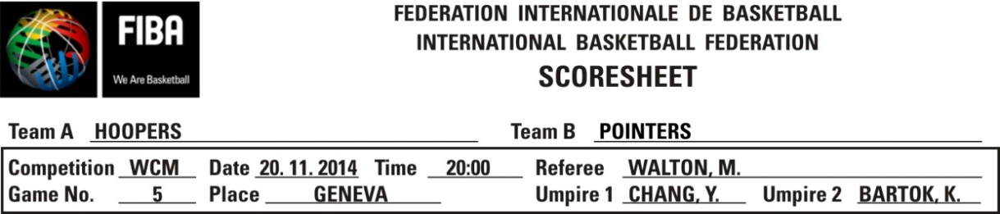 FIBA
We Are Basketball
FEDERATION INTERNATIONALE DE BASKETBALL
INTERNATIONAL BASKETBALL FEDERATION
SCORESHEET
Team A HOOPERS Team B POINTERS
Competition WCM Date 20. 11. 2014 Time 20:00 Referee WALTON, M.
Game No. 5 Place GENEVA Umpire 1 CHANG, Y. Umpire 2 BARTOK, K.